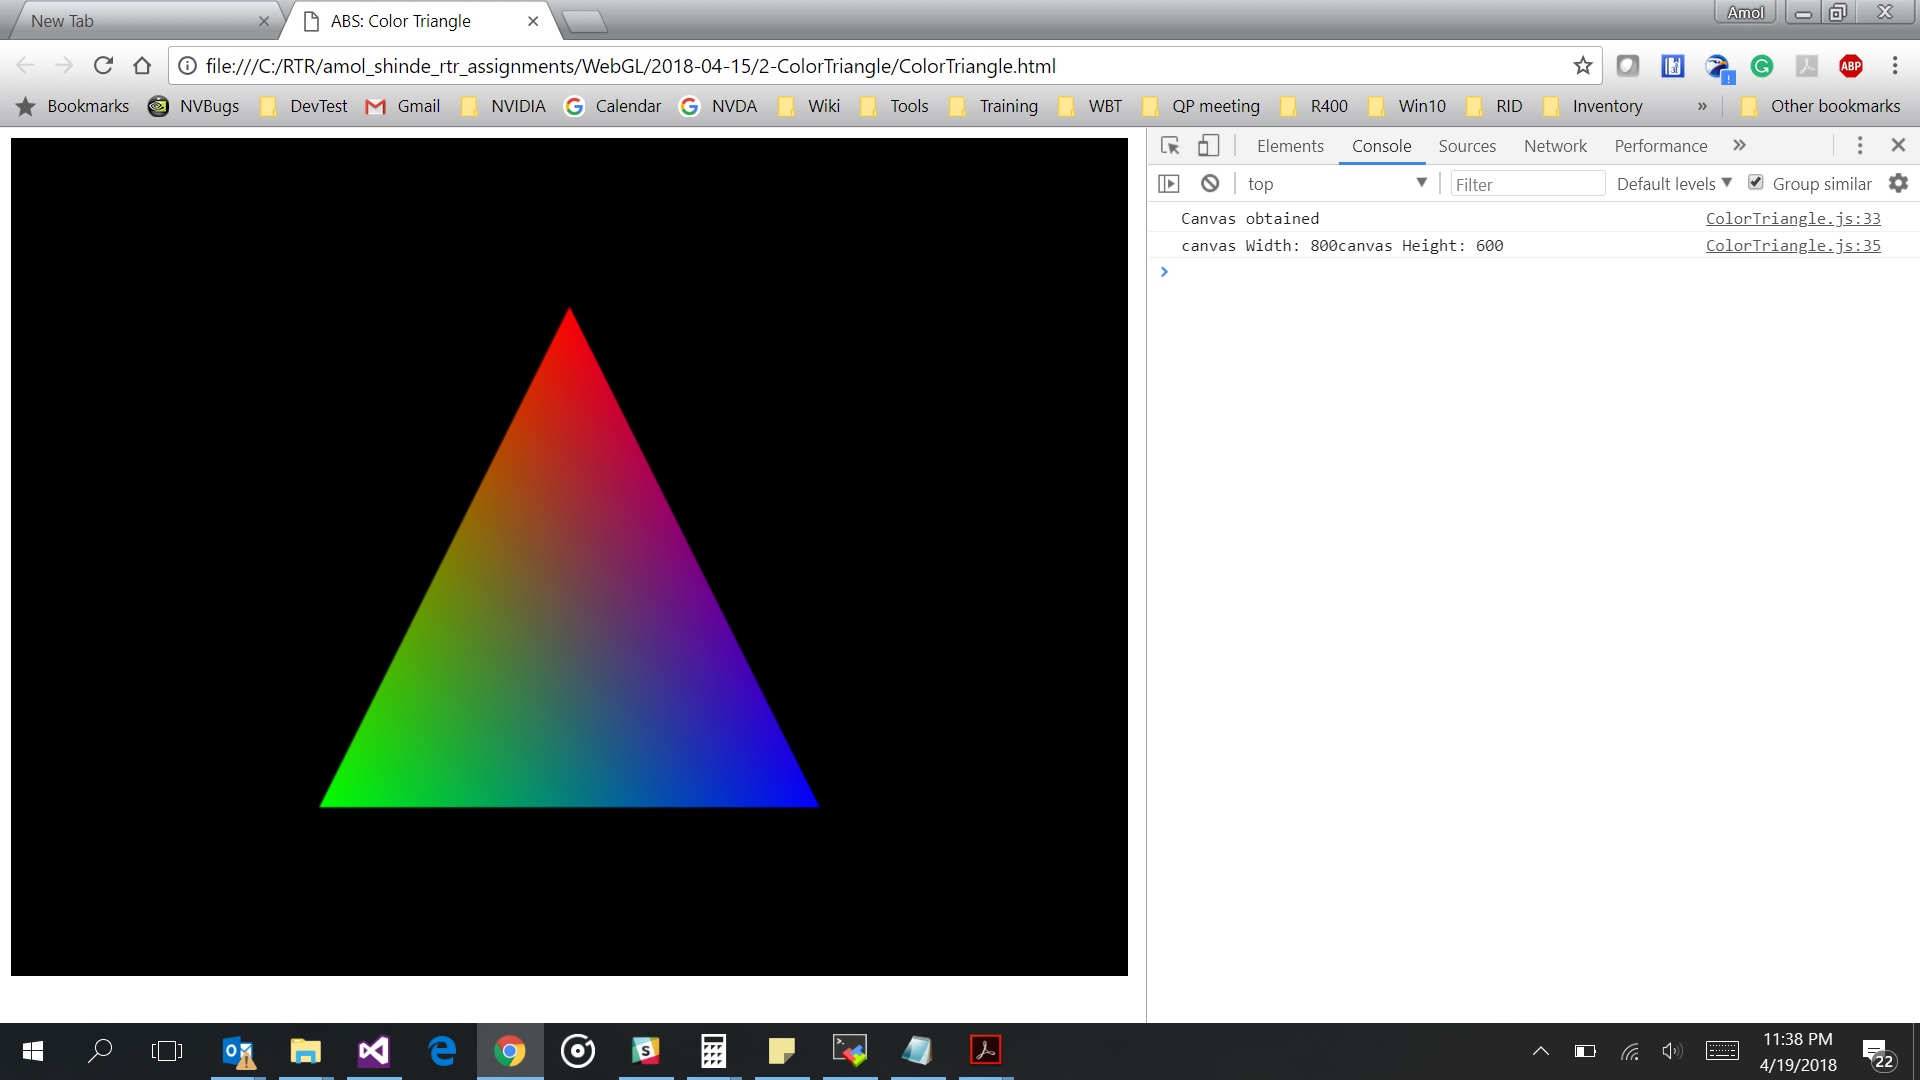 New Tab
ABS: Color Triangle
Amol
file:///C:/RTR/amol_shinde_rtr_assignments/WebGL/2018-04-15/2-ColorTriangle/ColorTriangle.html
ABP
Bookmarks NVBugs DevTest Gmail NVIDIA Calendar NVDA Wiki Tools Training WBT QP meeting R400 Win10 RID Inventory » Other bookmarks
Elements Console Sources Network Performance »
top Filter Default levels Group similar
Canvas obtained ColorTriangle.js:33
canvas Width: 800canvas Height: 600 ColorTriangle.js:35
11:38 PM
4/19/2018
22